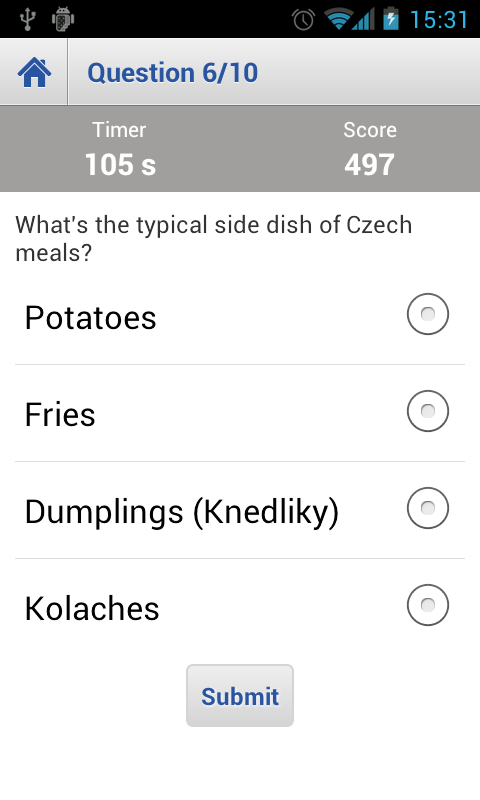 15:31
Question 6/10
Timer
Score
105 s
497
What's the typical side dish of Czech
meals?
Potatoes
Fries
Dumplings (Knedliky)
Kolaches
Submit